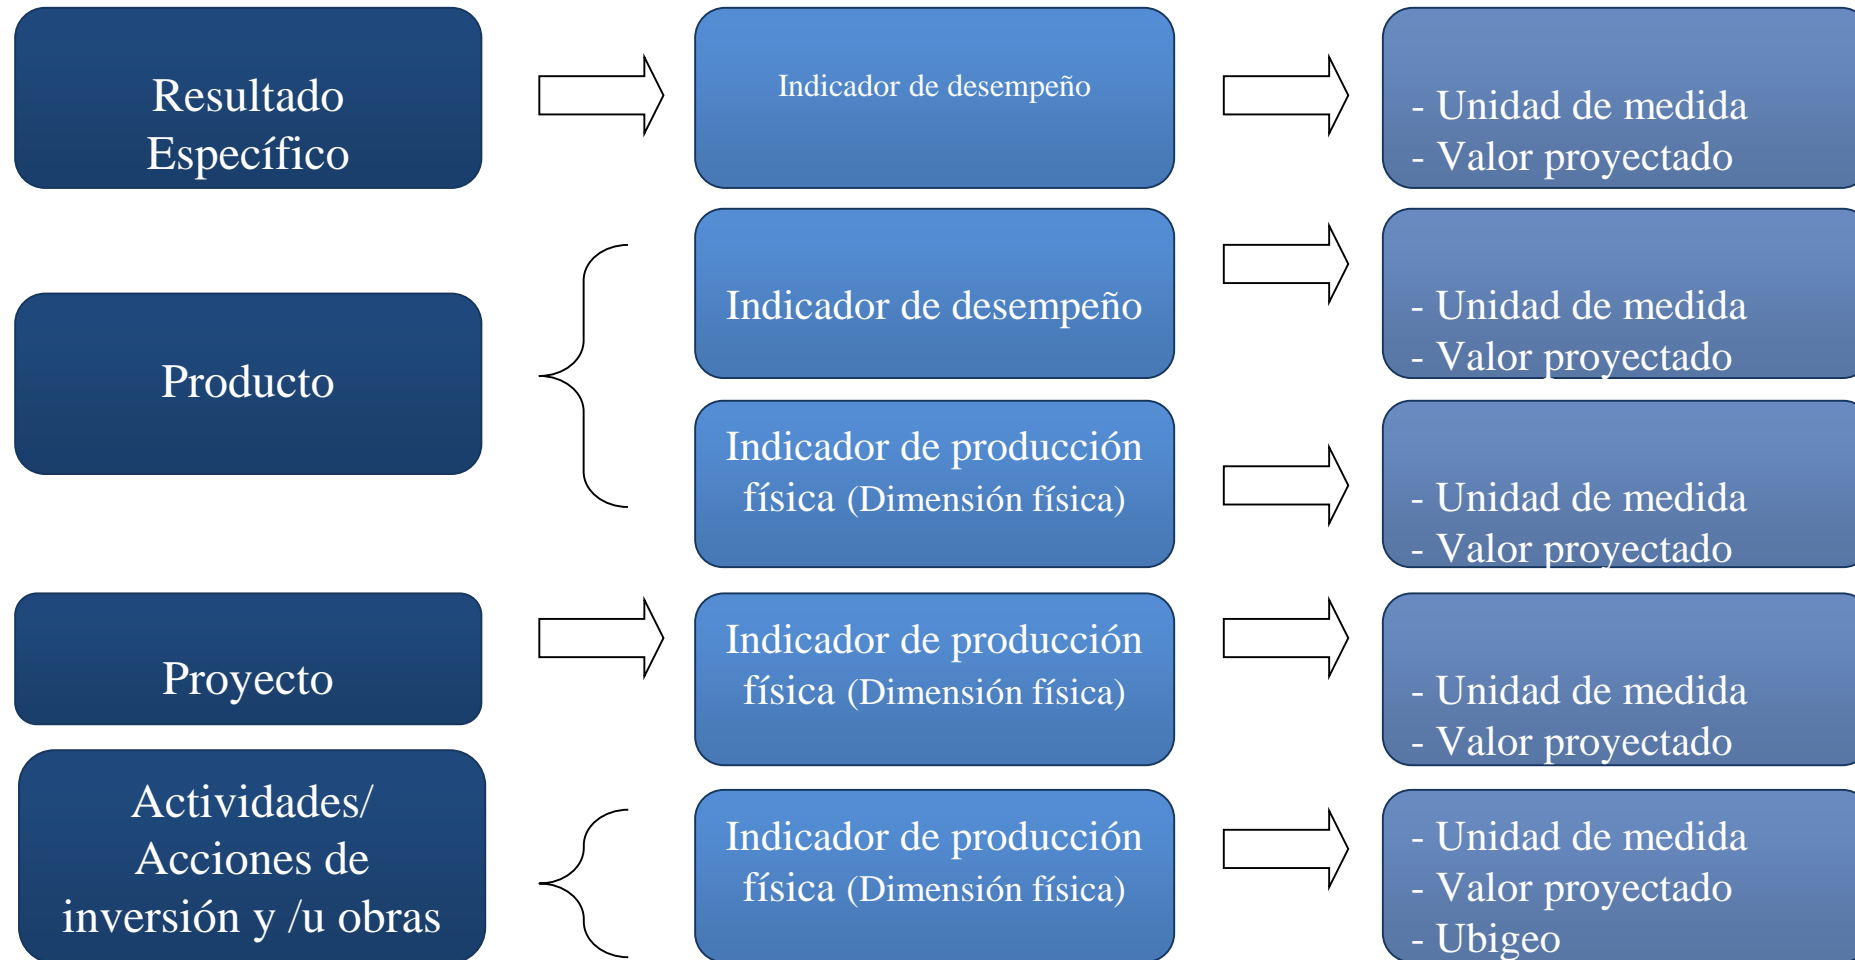 Resultado
Específico
Indicador de desempeño
- Unidad de medida
- Valor proyectado
Producto
Indicador de desempeño
- Unidad de medida
- Valor proyectado
Indicador de producción
física (Dimensión física)
- Unidad de medida
- Valor proyectado
Proyecto
Indicador de producción
física (Dimensión física)
- Unidad de medida
- Valor proyectado
Actividades/
Acciones de
inversión y /u obras
Indicador de producción
física (Dimensión física)
- Unidad de medida
- Valor proyectado
- Ubigeo